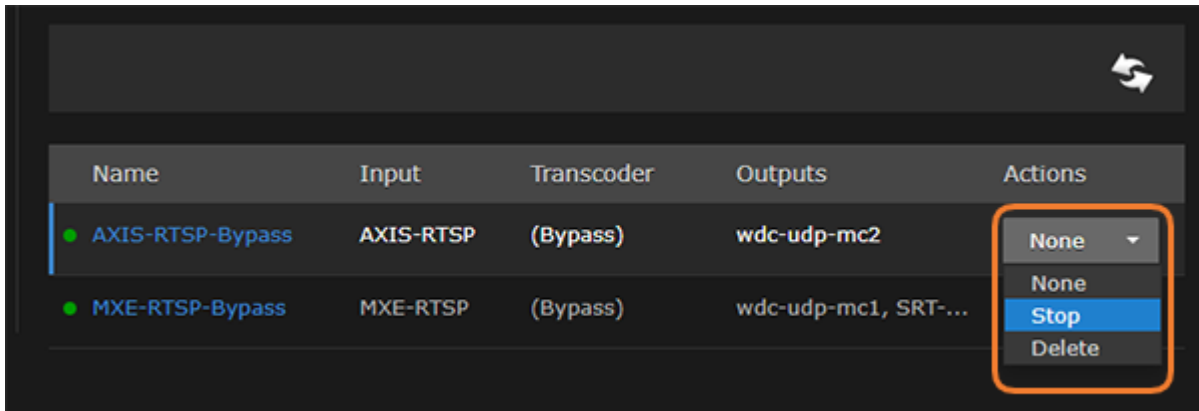 Name Input Transcoder Outputs Actions
AXIS-RTSP-Bypass AXIS-RTSP (Bypass) wdc-udp-mc2 None
None
MXE-RTSP-Bypass MXE-RTSP (Bypass) wdc-udp-mc1, SRT-... Stop
Delete